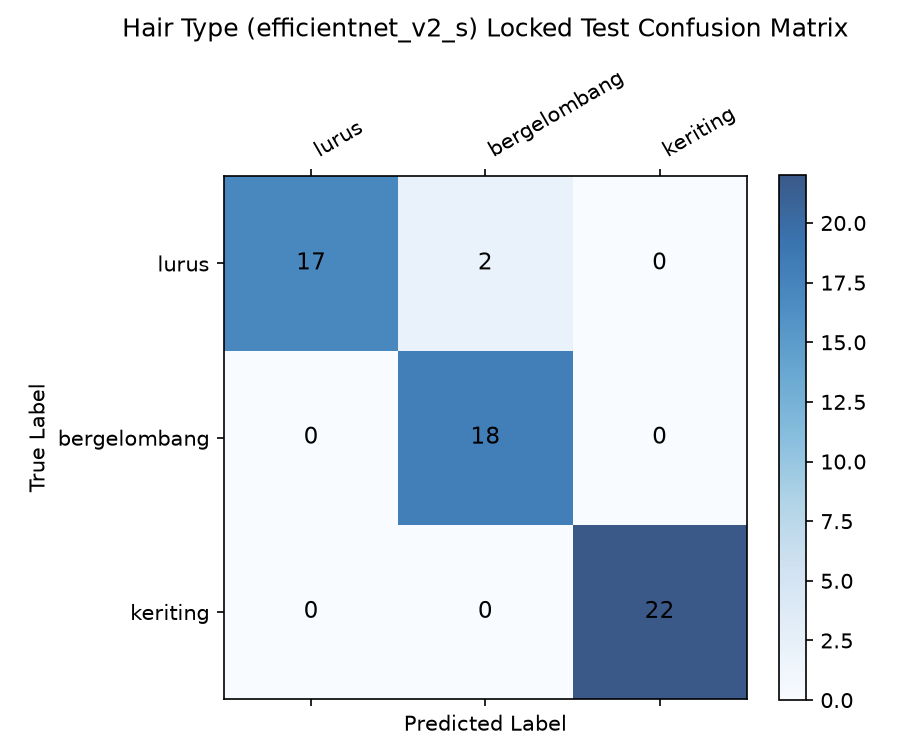 Hair Type (efficientnet_v2_s) Locked Test Confusion Matrix
lurus
bergelombang
keriting
True Label
lurus
17
2
0
bergelombang
0
18
0
keriting
0
0
22
Predicted Label
20.0
17.5
15.0
12.5
10.0
7.5
5.0
2.5
0.0